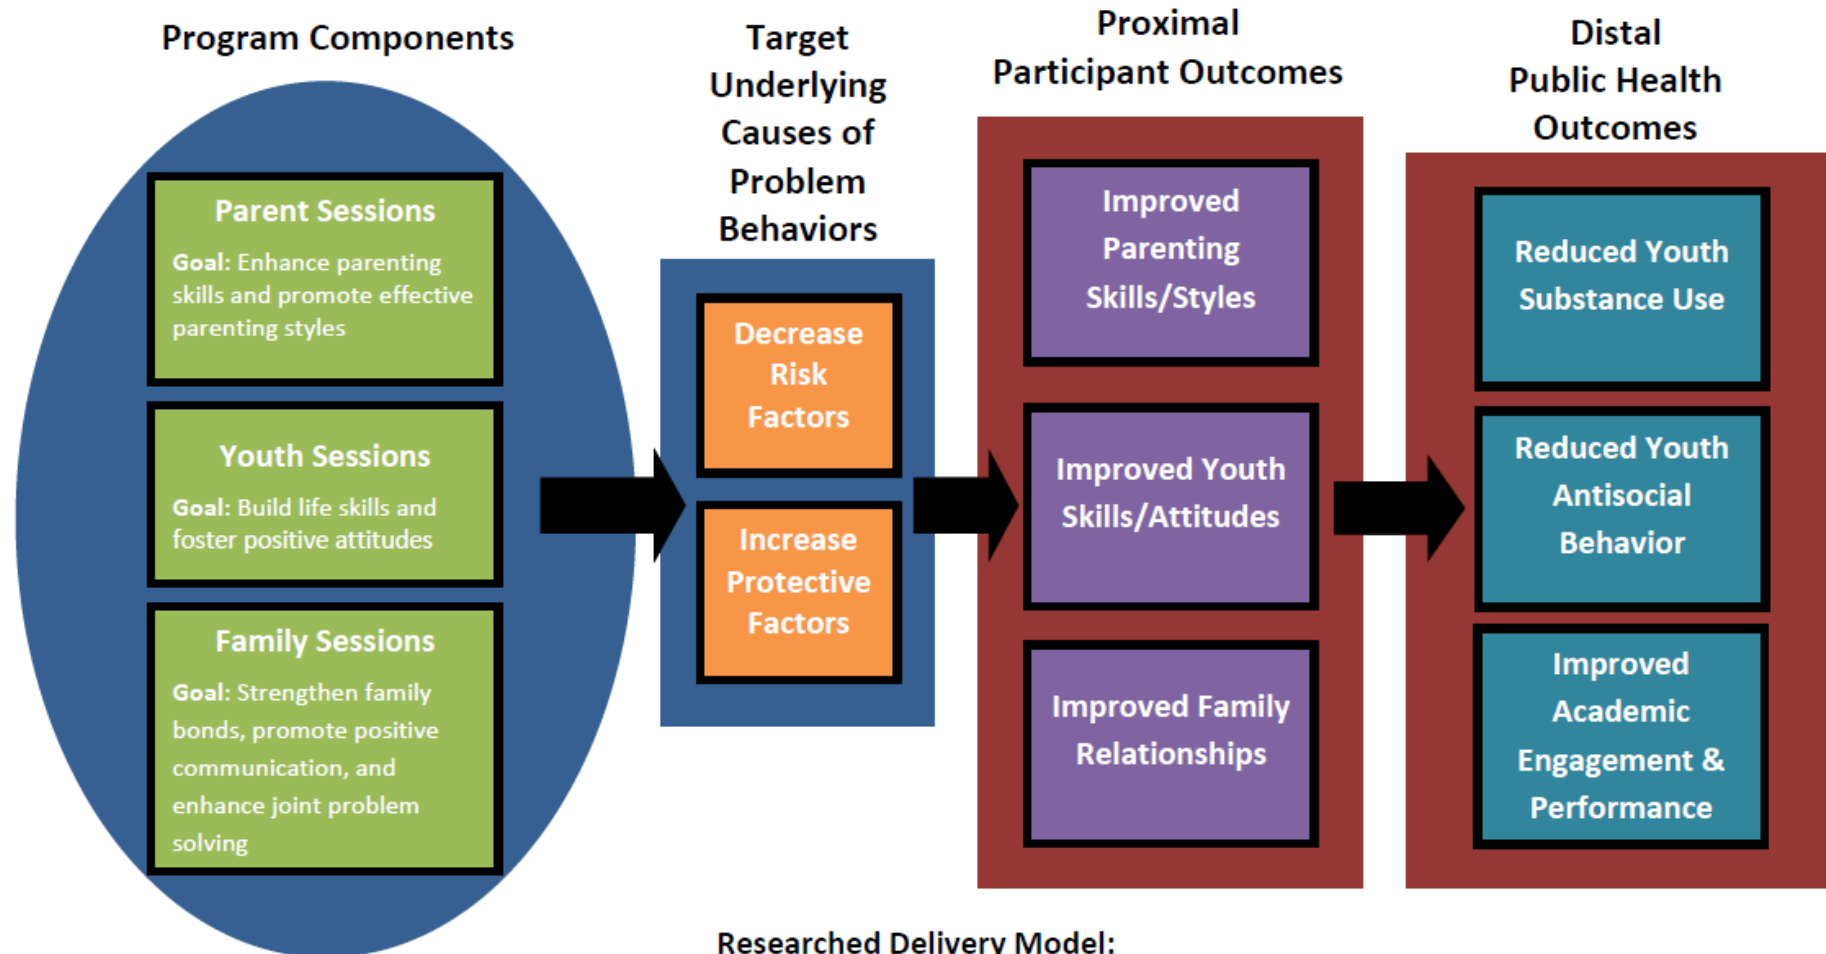 Program Components
Parent Sessions
Goal: Enhance parenting
skills and promote effective
parenting styles
Youth Sessions
Goal: Build life skills and
foster positive attitudes
Family Sessions
Goal: Strengthen family
bonds, promote positive
communication, and
enhance joint problem
solving
Target
Underlying
Causes of
Problem
Behaviors
Decrease
Risk
Factors
Increase
Protective
Factors
Proximal
Participant Outcomes
Improved
Parenting
Skills/Styles
Improved Youth
Skills/Attitudes
Improved Family
Relationships
Distal
Public Health
Outcomes
Reduced Youth
Substance Use
Reduced Youth
Antisocial
Behavior
Improved
Academic
Engagement &
Performance
Researched Delivery Model: